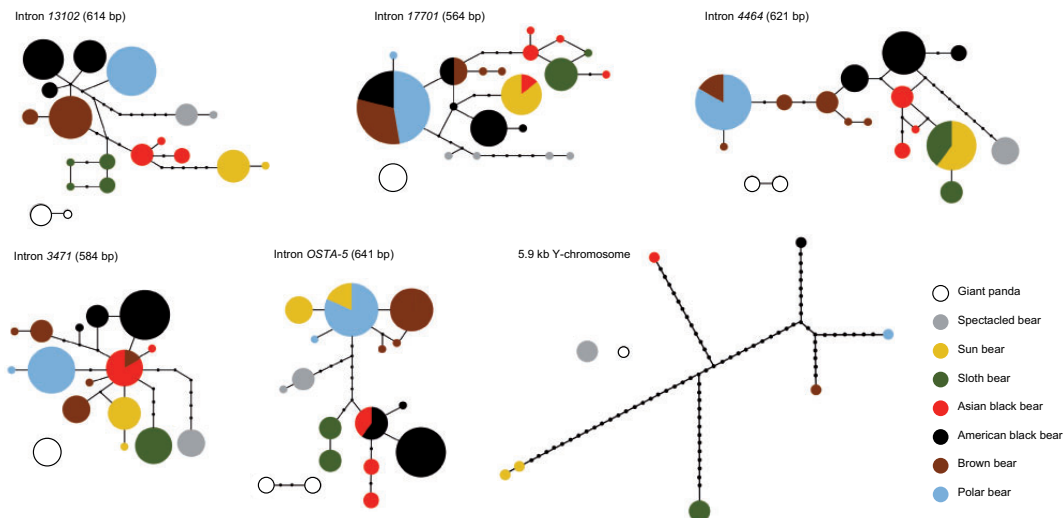 Intron 13102 (614 bp)
Intron 17701 (564 bp)
Intron 4464 (621 bp)
Intron 3471 (584 bp)
Intron OSTA-5 (641 bp)
5.9 kb Y-chromosome
Giant panda
Spectacled bear
Sun bear
Sloth bear
Asian black bear
American black bear
Brown bear
Polar bear